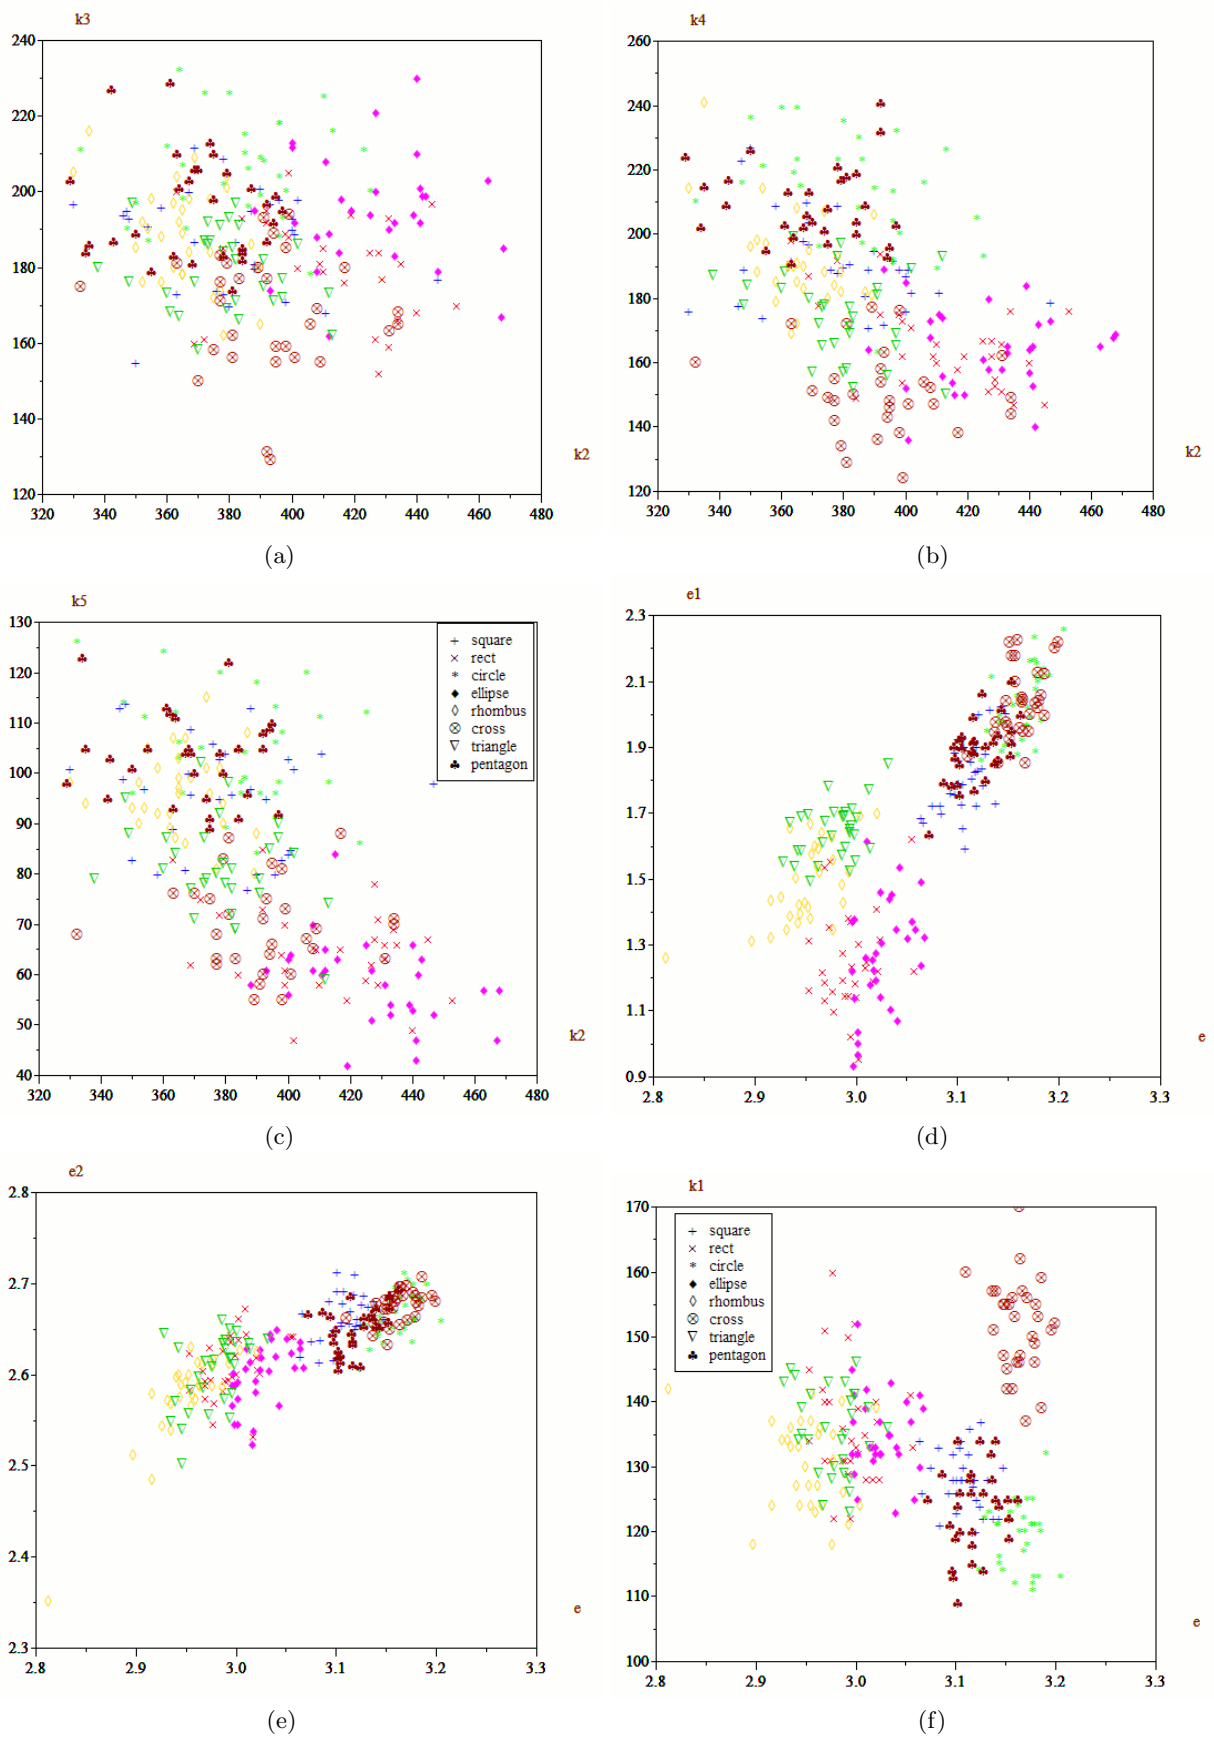 k3
k4
240
220
200
180
160
140
120
320 340 360 380 400 420 440 460 480
k2
260
240
220
200
180
160
140
120
320 340 360 380 400 420 440 460 480
k2
(a)
(b)
k5
130
120
110
100
90
80
70
60
50
40
320 340 360 380 400 420 440 460 480
k2
square
rect
circle
ellipse
rhombus
cross
triangle
pentagon
e1
2.3
2.1
1.9
1.7
1.5
1.3
1.1
0.9
2.8 2.9 3.0 3.1 3.2 3.3
e
(c)
(d)
e2
2.8
2.7
2.6
2.5
2.4
2.3
2.8 2.9 3.0 3.1 3.2 3.3
e
k1
170
160
150
140
130
120
110
100
2.8 2.9 3.0 3.1 3.2 3.3
e
square
rect
circle
ellipse
rhombus
cross
triangle
pentagon
(e)
(f)